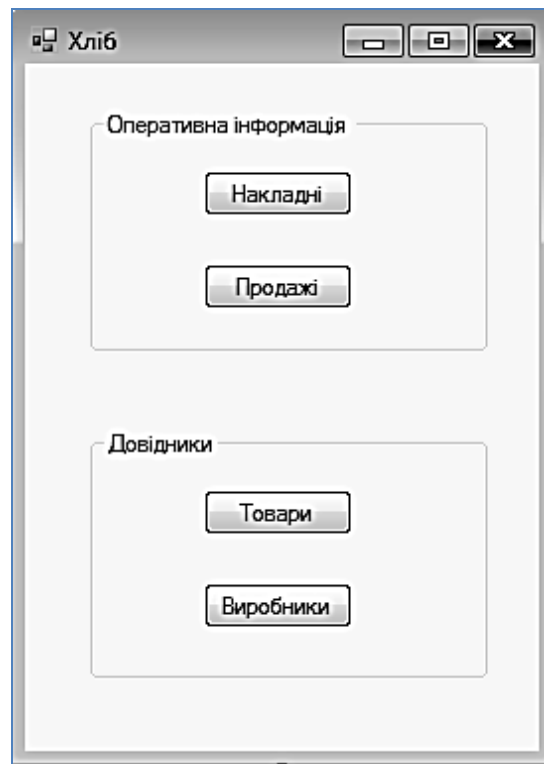 Хліб
Оперативна інформація
Накладні
Продажі
Довідники
Товари
Виробники